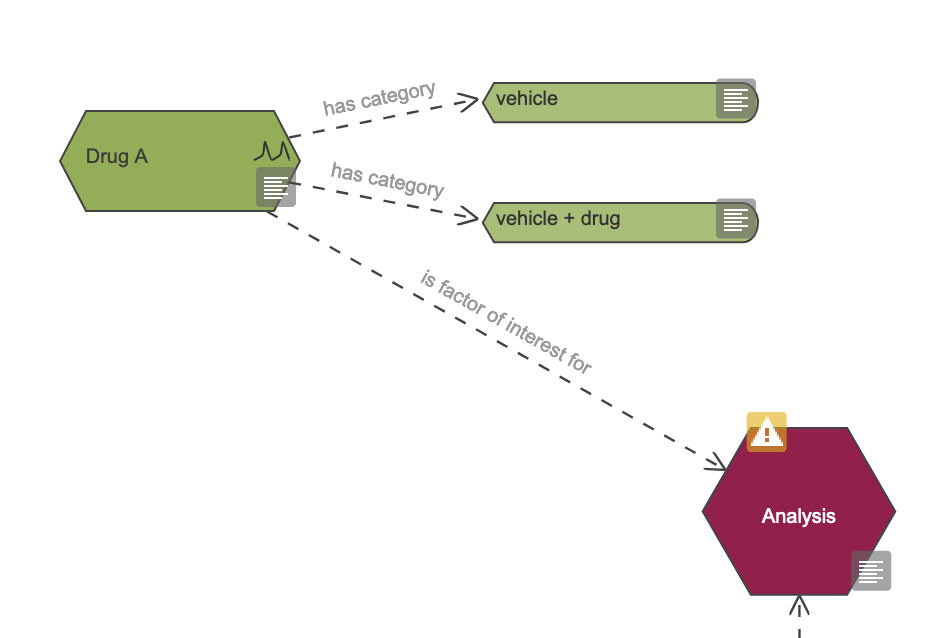 has category
vehicle
Drug A
has category
vehicle + drug
is factor of interest for
Analysis